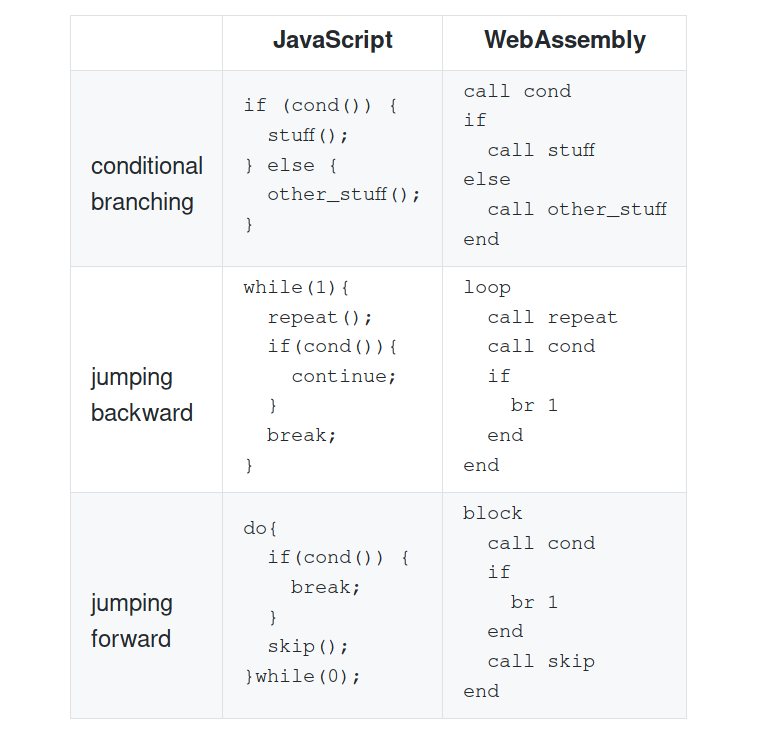 JavaScript WebAssembly
conditional
branching
if (cond()) {
  stuff();
} else {
  other_stuff();
}
call cond
if
  call stuff
else
  call other_stuff
end
jumping
backward
while(1){
  repeat();
  if(cond()){
    continue;
  }
  break;
}
loop
  call repeat
  call cond
  if
    br 1
  end
end
jumping
forward
do{
  if(cond()) {
    break;
  }
  skip();
}while(0);
block
  call cond
  if
    br 1
  end
  call skip
end